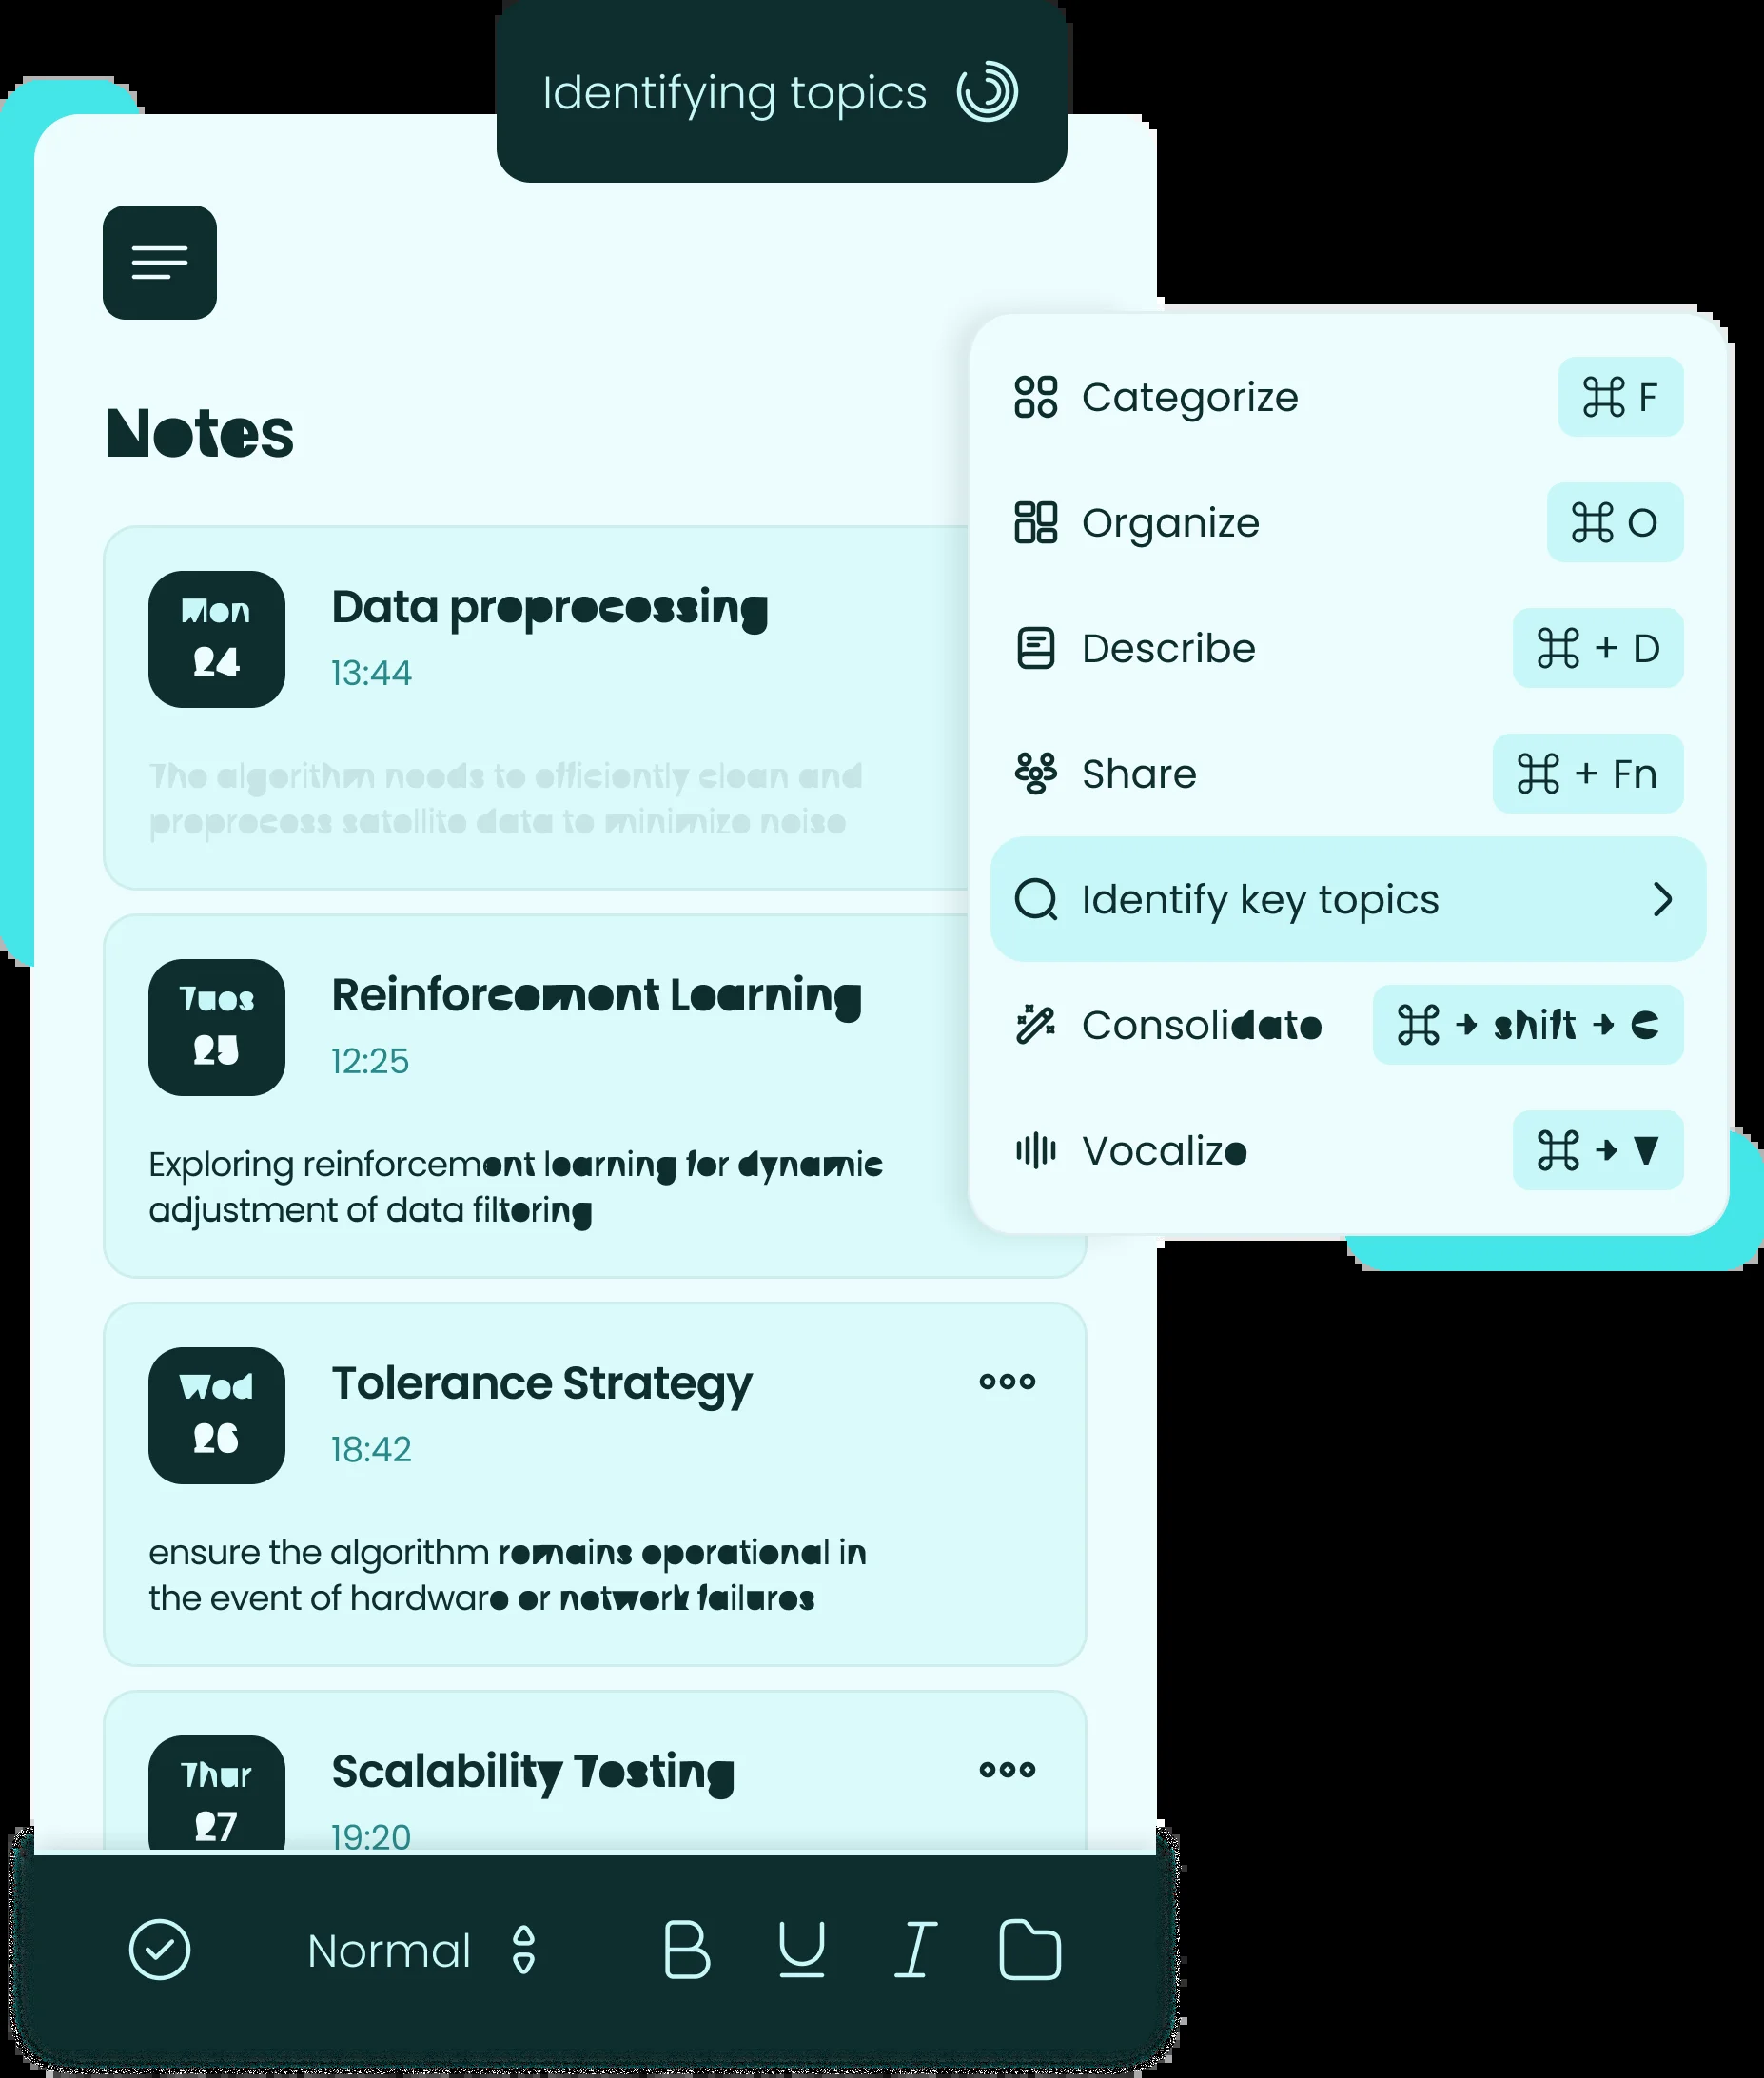 Identifying topics
Notes
Mon
24
Data preprocessing
13:44
The algorithm needs to efficiently clean and
preprocess satellite data to minimize noise
Tues
25
Reinforcement Learning
12:25
Exploring reinforcement learning for dynamic
adjustment of data filtering
Wed
26
Tolerance Strategy
18:42
ensure the algorithm remains operational in
the event of hardware or network failures
Thur
27
Scalability Testing
19:20
Categorize ⌘ F
Organize ⌘ O
Describe ⌘ + D
Share ⌘ + Fn
Identify key topics
Consolidate ⌘ + shift + C
Vocalize ⌘ + V
Normal B U I